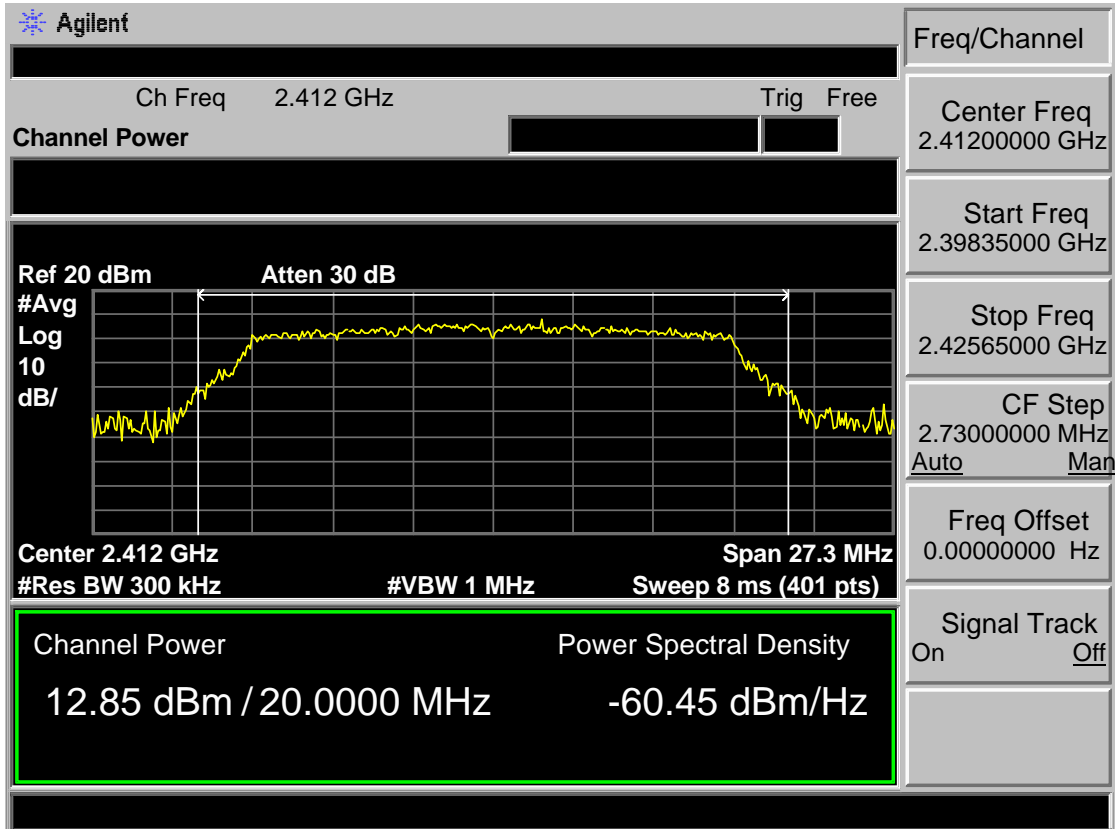 Agilent
Freq/Channel
Ch Freq 2.412 GHz Trig Free
Channel Power
Center Freq
2.41200000 GHz
Start Freq
2.39835000 GHz
Stop Freq
2.42565000 GHz
CF Step
2.73000000 MHz
Auto Man
Freq Offset
0.00000000 Hz
Signal Track
On Off
Ref 20 dBm Atten 30 dB
#Avg
Log
10
dB/
Center 2.412 GHz Span 27.3 MHz
#Res BW 300 kHz #VBW 1 MHz Sweep 8 ms (401 pts)
Channel Power Power Spectral Density
12.85 dBm / 20.0000 MHz -60.45 dBm/Hz